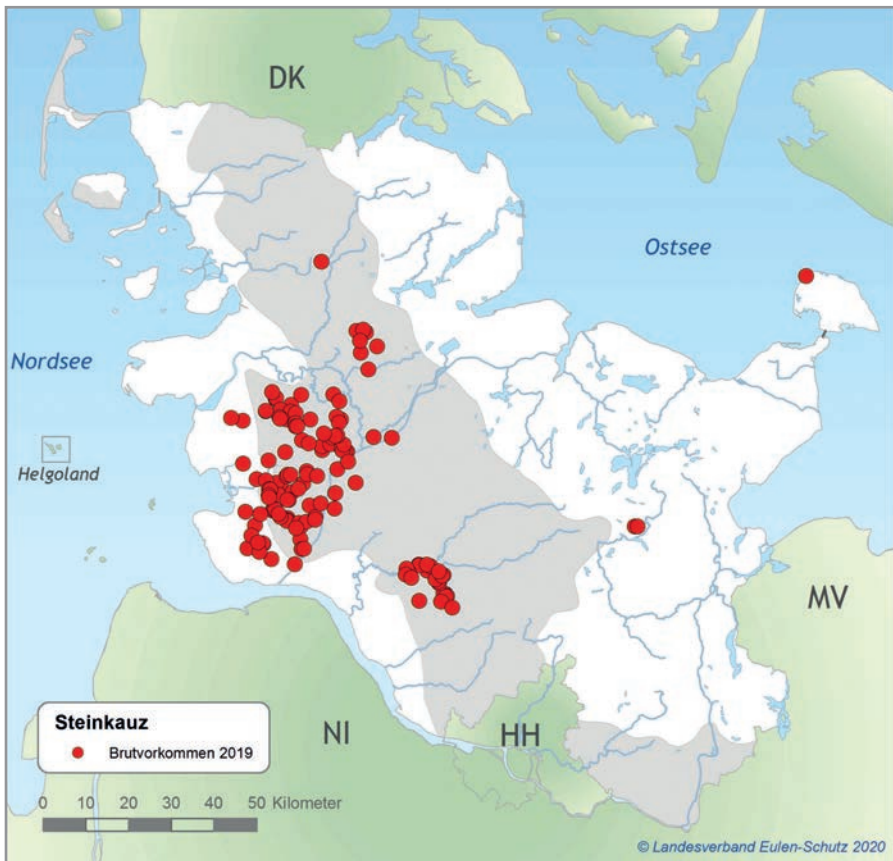 DK
Ostsee
Nordsee
Helgoland
MV
NI
HH
Steinkauz
Brutvorkommen 2019
0 10 20 30 40 50 Kilometer
© Landesverband Eulen-Schutz 2020